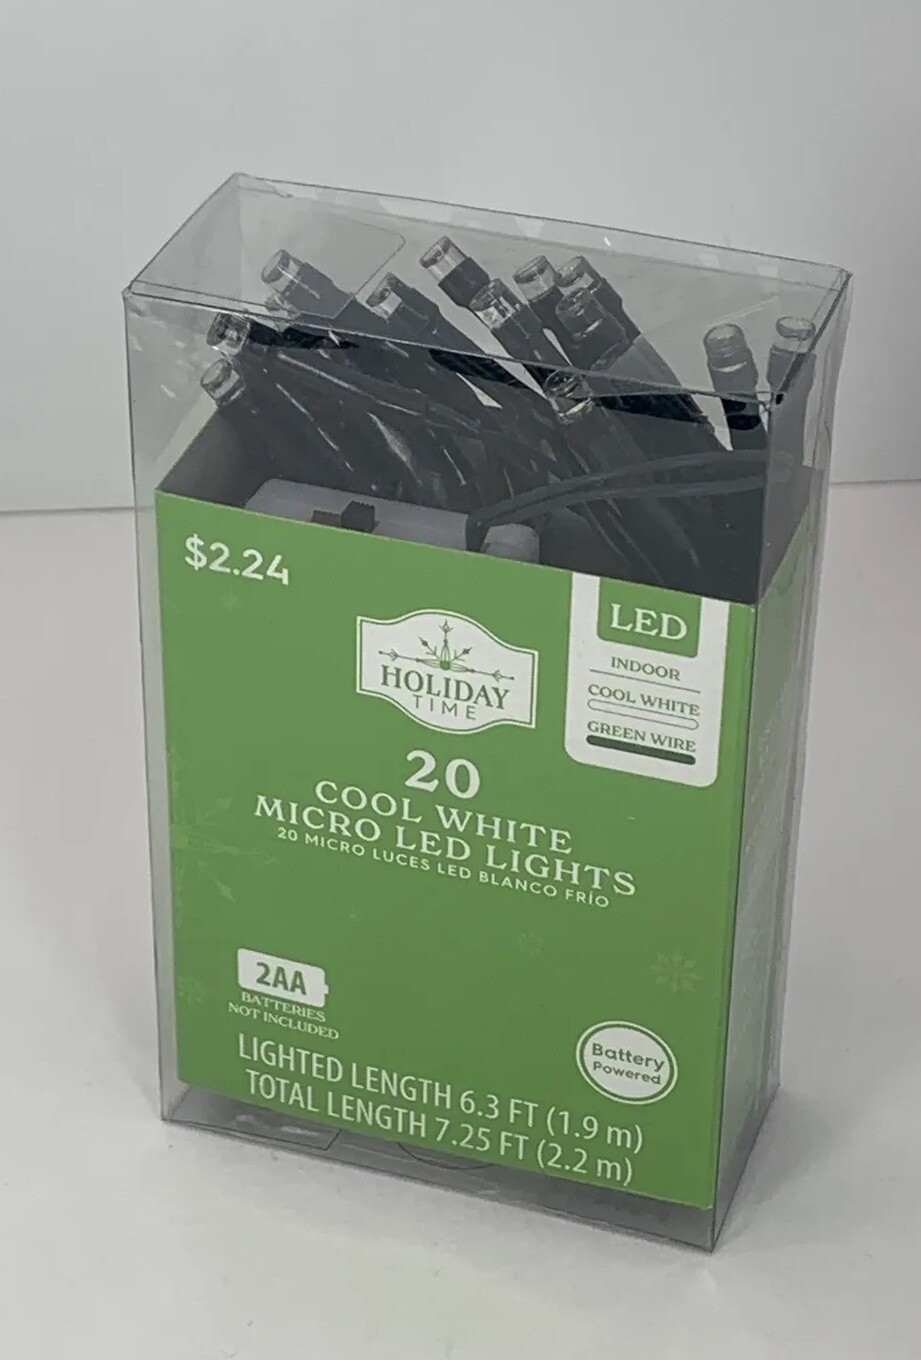 $2.24
LED
INDOOR
COOL WHITE
GREEN WIRE
HOLIDAY
TIME
20
COOL WHITE
MICRO LED LIGHTS
20 MICRO LUCES LED BLANCO FRÍO
2AA
BATTERIES
NOT INCLUDED
Battery
Powered
LIGHTED LENGTH 6.3 FT (1.9 m)
TOTAL LENGTH 7.25 FT (2.2 m)